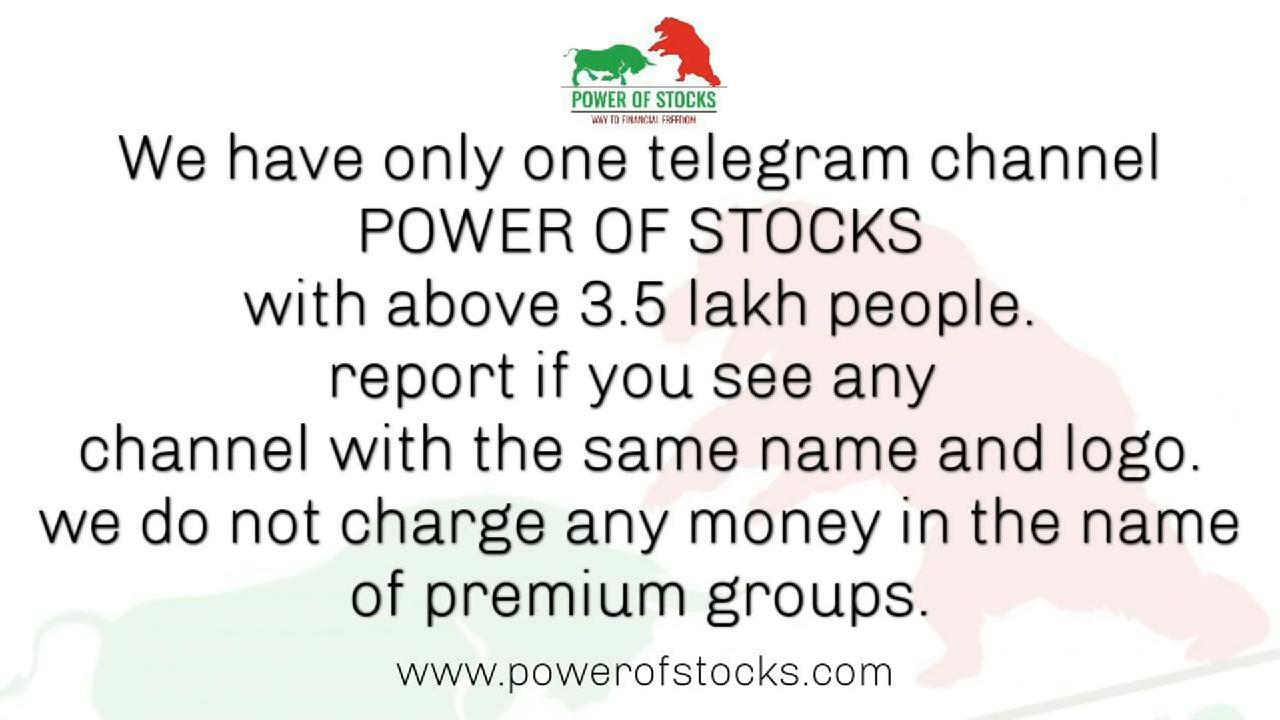 POWER OF STOCKS
WAY TO FINANCIAL FREEDOM
We have only one telegram channel
POWER OF STOCKS
with above 3.5 lakh people.
report if you see any
channel with the same name and logo.
we do not charge any money in the name
of premium groups.
www.powerofstocks.com